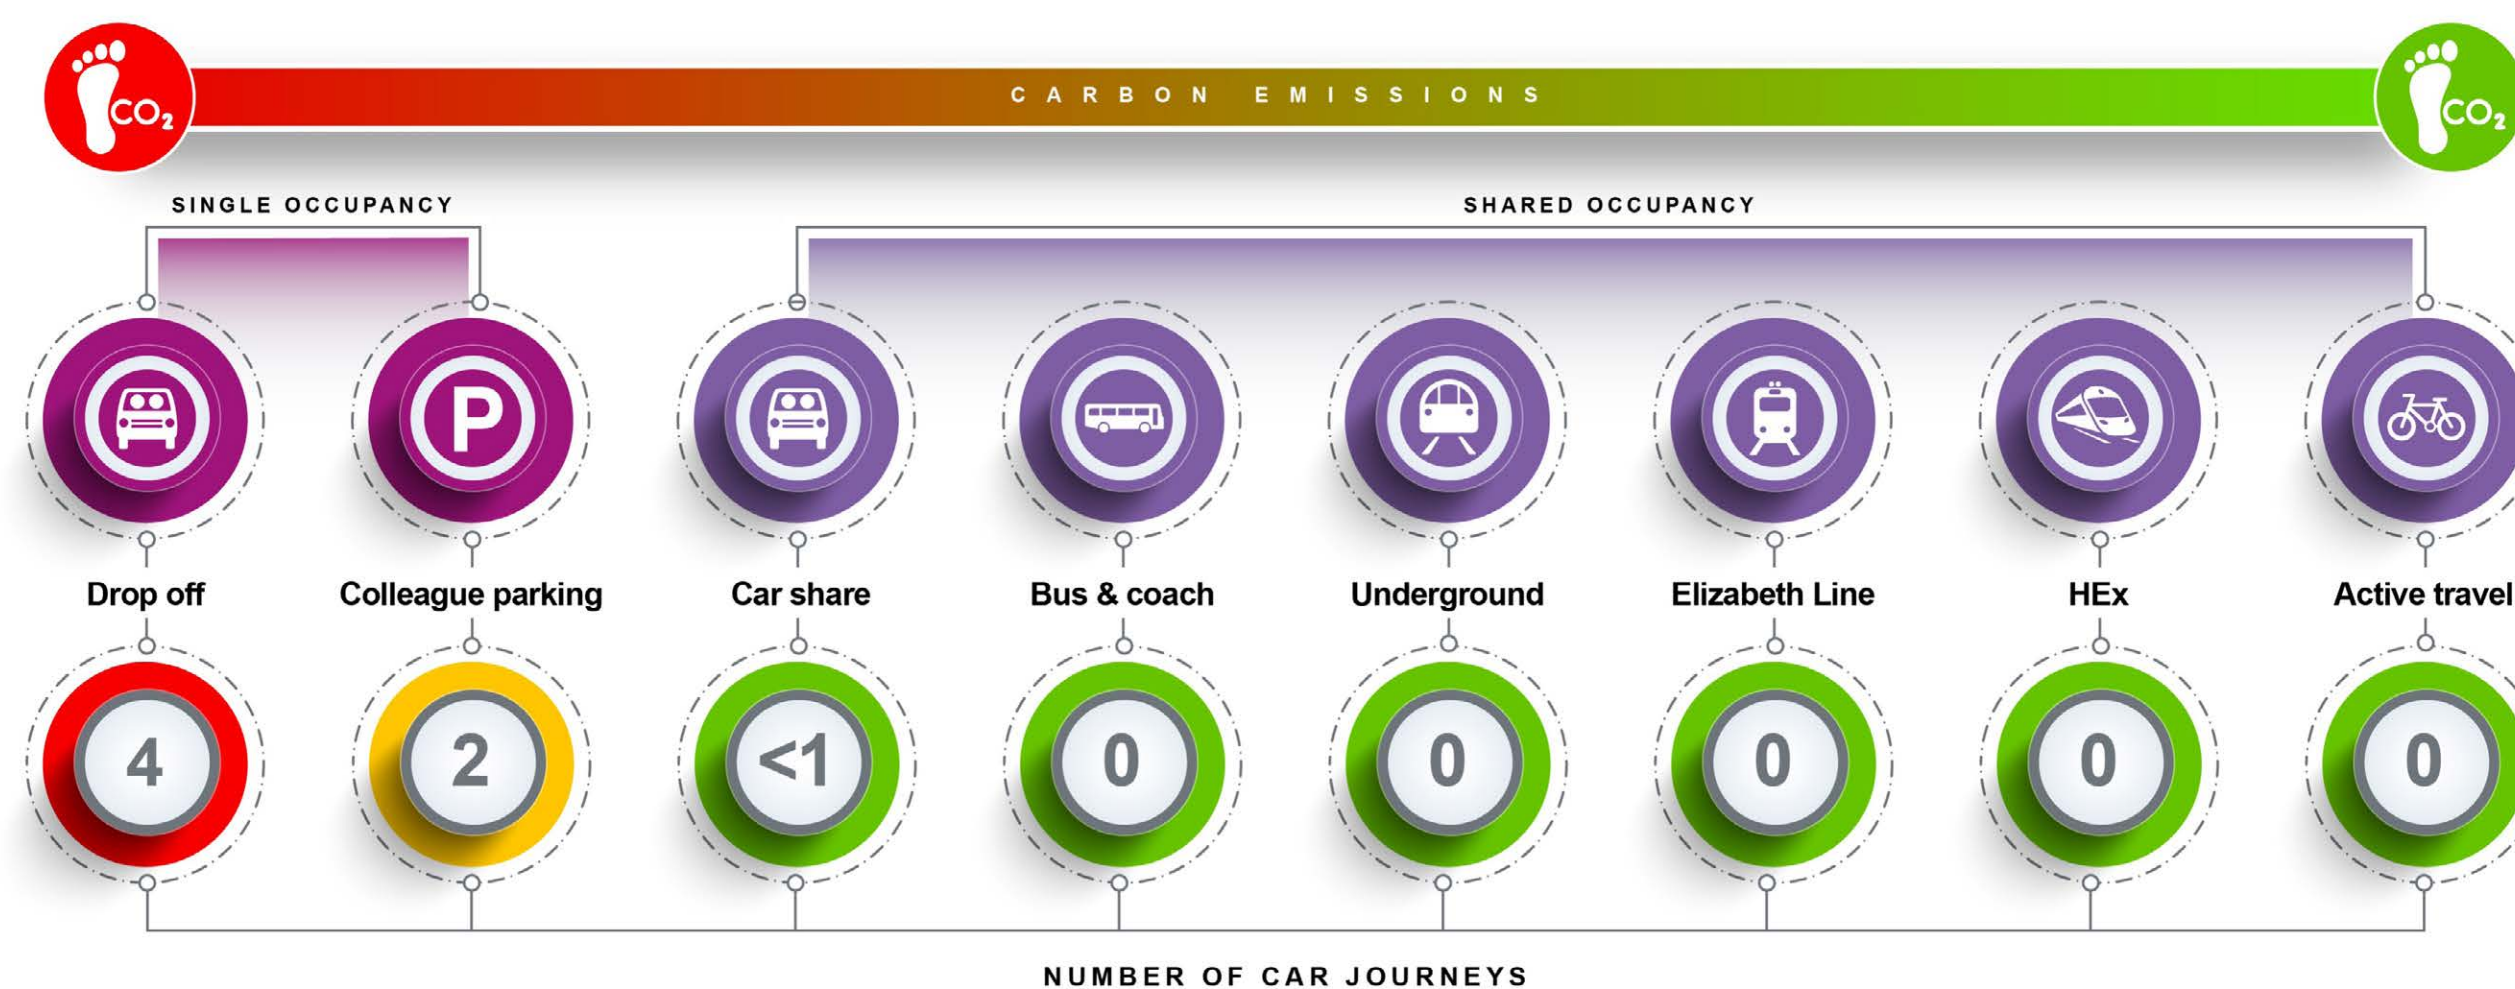 CO₂
CARBON EMISSIONS
CO₂
SINGLE OCCUPANCY
SHARED OCCUPANCY
P
Drop off
Colleague parking
Car share
Bus & coach
Underground
Elizabeth Line
HEx
Active travel
4
2
<1
0
0
0
0
0
NUMBER OF CAR JOURNEYS